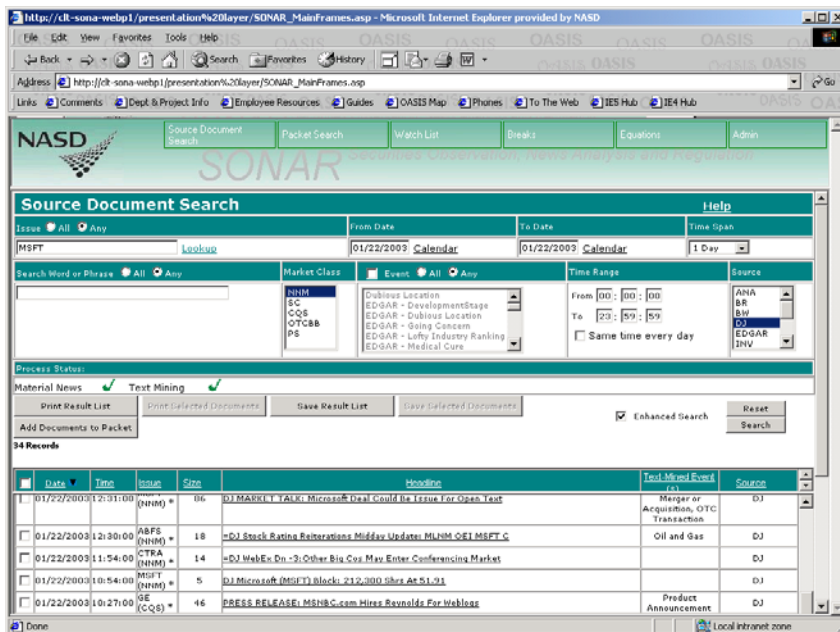 http://clt-sona-webp1/presentation%20layer/SONAR_MainFrames.asp - Microsoft Internet Explorer provided by NASD
File Edit View Favorites Tools Help
Back Search Favorites History
Address http://clt-sona-webp1/presentation%20layer/SONAR_MainFrames.asp Go
Links Comments Dept & Project Info Employee Resources Guides OASIS Map Phones To The Web IE5 Hub IE4 Hub
NASD
Source Document Search Packet Search Watch List Breaks Equations Admin
SONAR Securities Observation, News Analysis and Regulation
Source Document Search Help
Issue All Any From Date To Date Time Span
MSFT Lookup 01/22/2003 Calendar 01/22/2003 Calendar 1 Day
Search Word or Phrase All Any Market Class Event All Any Time Range Source
NNM
SC
CQS
OTCBB
PS
Dubious Location
EDGAR - DevelopmentStage
EDGAR - Dubious Location
EDGAR - Going Concern
EDGAR - Lofty Industry Ranking
EDGAR - Medical Cure
From 00 : 00 : 00
To 23 : 59 : 59
Same time every day
ANA
BR
BW
DJ
EDGAR
INV
Process Status:
Material News Text Mining
Print Result List Print Selected Documents Save Result List Save Selected Documents Enhanced Search Reset
Add Documents to Packet Search
34 Records
Date Time Issue Size Headline Text-Mined Event (s) Source
01/22/2003 12:31:00 (NNM) * 86 DJ MARKET TALK: Microsoft Deal Could Be Issue For Open Text Merger or Acquisition, OTC Transaction DJ
01/22/2003 12:30:00 ABFS (NNM) * 18 =DJ Stock Rating Reiterations Midday Update: MLNM OEI MSFT C Oil and Gas DJ
01/22/2003 11:54:00 CTRA (NNM) * 14 =DJ WebEx Dn -3: Other Big Cos May Enter Conferencing Market DJ
01/22/2003 10:54:00 MSFT (NNM) * 5 DJ Microsoft (MSFT) Block: 212,300 Shrs At 51.91 DJ
01/22/2003 10:27:00 GE (CQS) * 46 PRESS RELEASE: MSNBC.com Hires Reynolds For Weblogs Product Announcement DJ
Done Local intranet zone